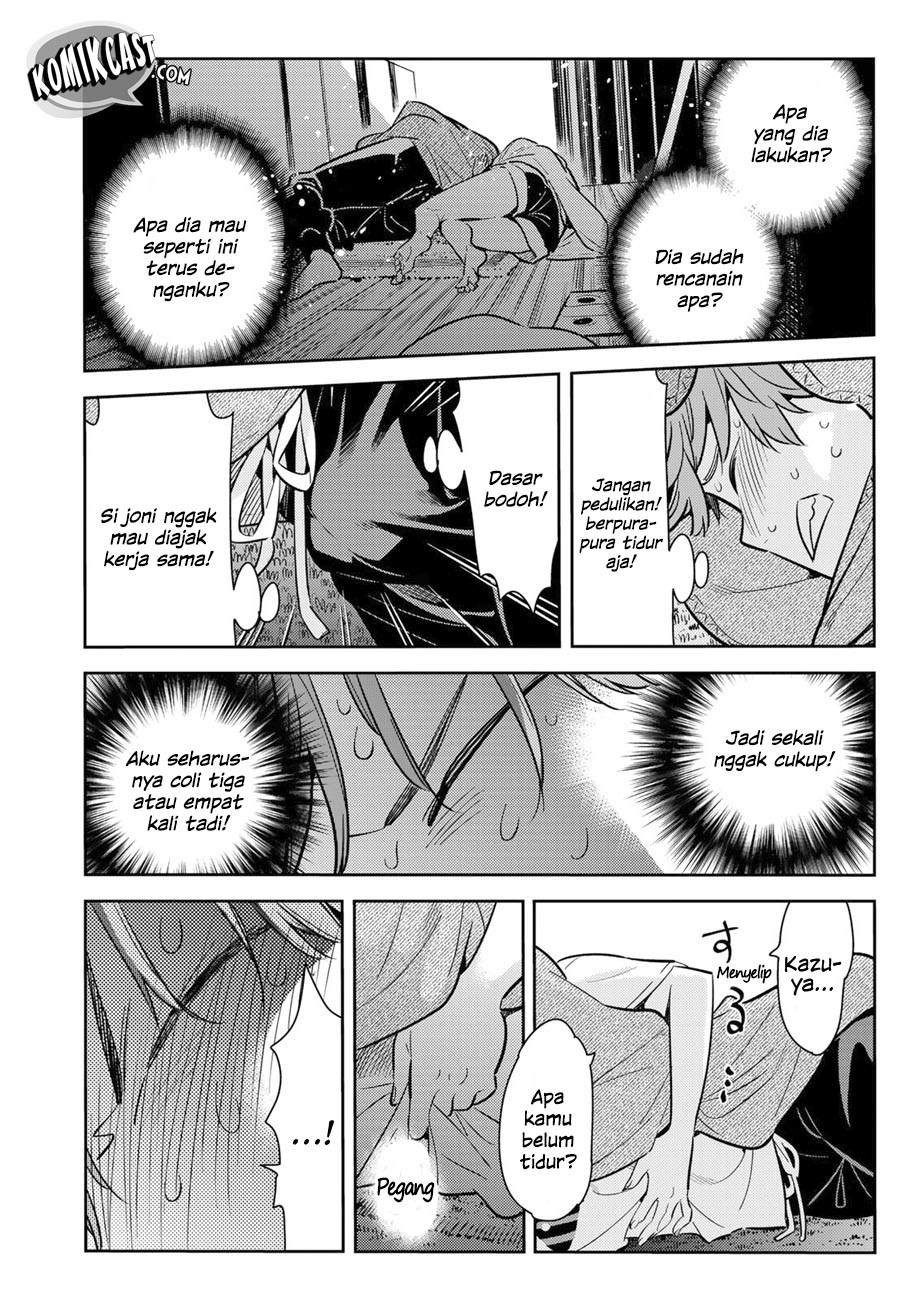 KOMIKCAST
.COM
Apa
yang dia
lakukan?
Dia sudah
rencanain
apa?
Apa dia mau
seperti ini
terus de-
nganku?
Jangan
pedulikan!
berpura-
pura tidur
aja!
Dasar
bodoh!
Si joni nggak
mau diajak
kerja sama!
Jadi sekali
nggak cukup!
Aku seharus-
nya coli tiga
atau empat
kali tadi!
Kazu-
ya...
する...
Menyelip
Apa
kamu
belum
tidur?
Pegang
...!